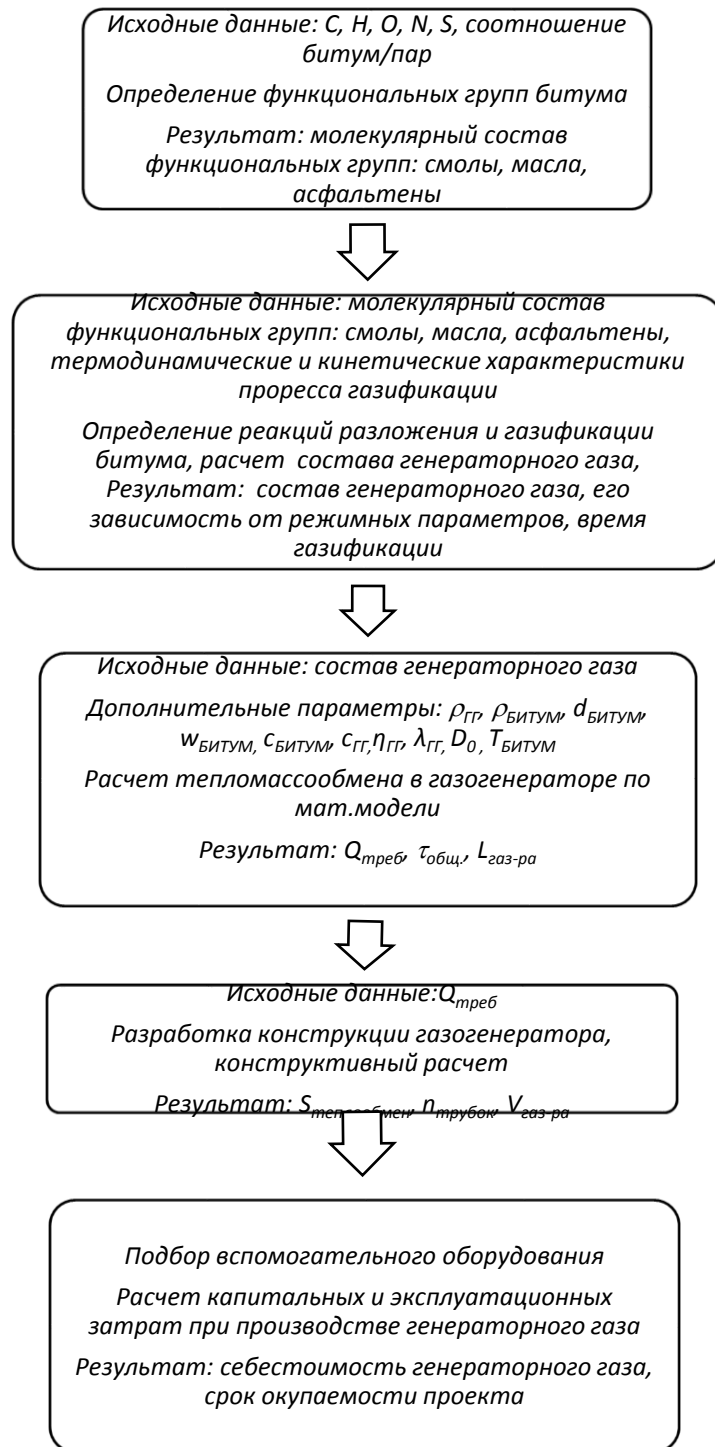 Исходные данные: C, H, O, N, S, соотношение
битум/пар
Определение функциональных групп битума
Результат: молекулярный состав
функциональных групп: смолы, масла,
асфальтены
Исходные данные: молекулярный состав
функциональных групп: смолы, масла, асфальтены,
термодинамические и кинетические характеристики
проресса газификации
Определение реакций разложения и газификации
битума, расчет состава генераторного газа,
Результат: состав генераторного газа, его
зависимость от режимных параметров, время
газификации
Исходные данные: состав генераторного газа
Дополнительные параметры: ρГГ, ρБИТУМ, dБИТУМ,
wБИТУМ, cБИТУМ, cГГ,ηГГ, λГГ, D0 , TБИТУМ
Расчет тепломассообмена в газогенераторе по
мат.модели
Результат: Qтреб, τобщ., Lгаз-ра
Исходные данные:Qтреб
Разработка конструкции газогенератора,
конструктивный расчет
Результат: Sтеплообмен, nтрубок, Vгаз-ра
Подбор вспомогательного оборудования
Расчет капитальных и эксплуатационных
затрат при производстве генераторного газа
Результат: себестоимость генераторного газа,
срок окупаемости проекта